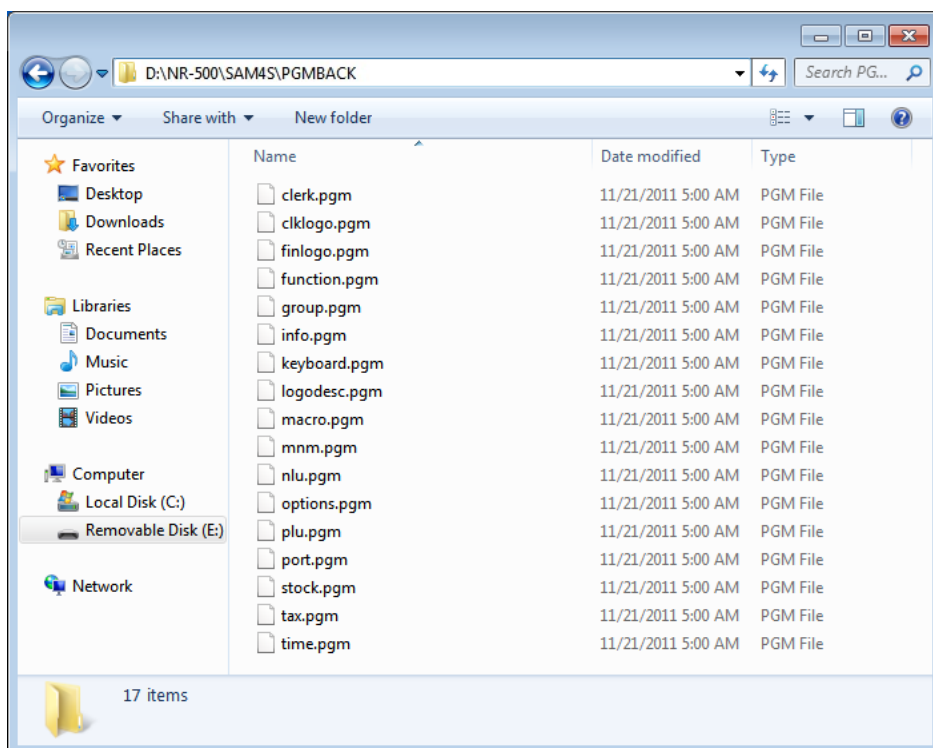 D:\NR-500\SAM4S\PGMBACK
Search PG...
Organize Share with New folder
Favorites
Desktop
Downloads
Recent Places
Libraries
Documents
Music
Pictures
Videos
Computer
Local Disk (C:)
Removable Disk (E:)
Network
Name Date modified Type
clerk.pgm 11/21/2011 5:00 AM PGM File
clklogo.pgm 11/21/2011 5:00 AM PGM File
finlogo.pgm 11/21/2011 5:00 AM PGM File
function.pgm 11/21/2011 5:00 AM PGM File
group.pgm 11/21/2011 5:00 AM PGM File
info.pgm 11/21/2011 5:00 AM PGM File
keyboard.pgm 11/21/2011 5:00 AM PGM File
logodesc.pgm 11/21/2011 5:00 AM PGM File
macro.pgm 11/21/2011 5:00 AM PGM File
mnm.pgm 11/21/2011 5:00 AM PGM File
nlu.pgm 11/21/2011 5:00 AM PGM File
options.pgm 11/21/2011 5:00 AM PGM File
plu.pgm 11/21/2011 5:00 AM PGM File
port.pgm 11/21/2011 5:00 AM PGM File
stock.pgm 11/21/2011 5:00 AM PGM File
tax.pgm 11/21/2011 5:00 AM PGM File
time.pgm 11/21/2011 5:00 AM PGM File
17 items